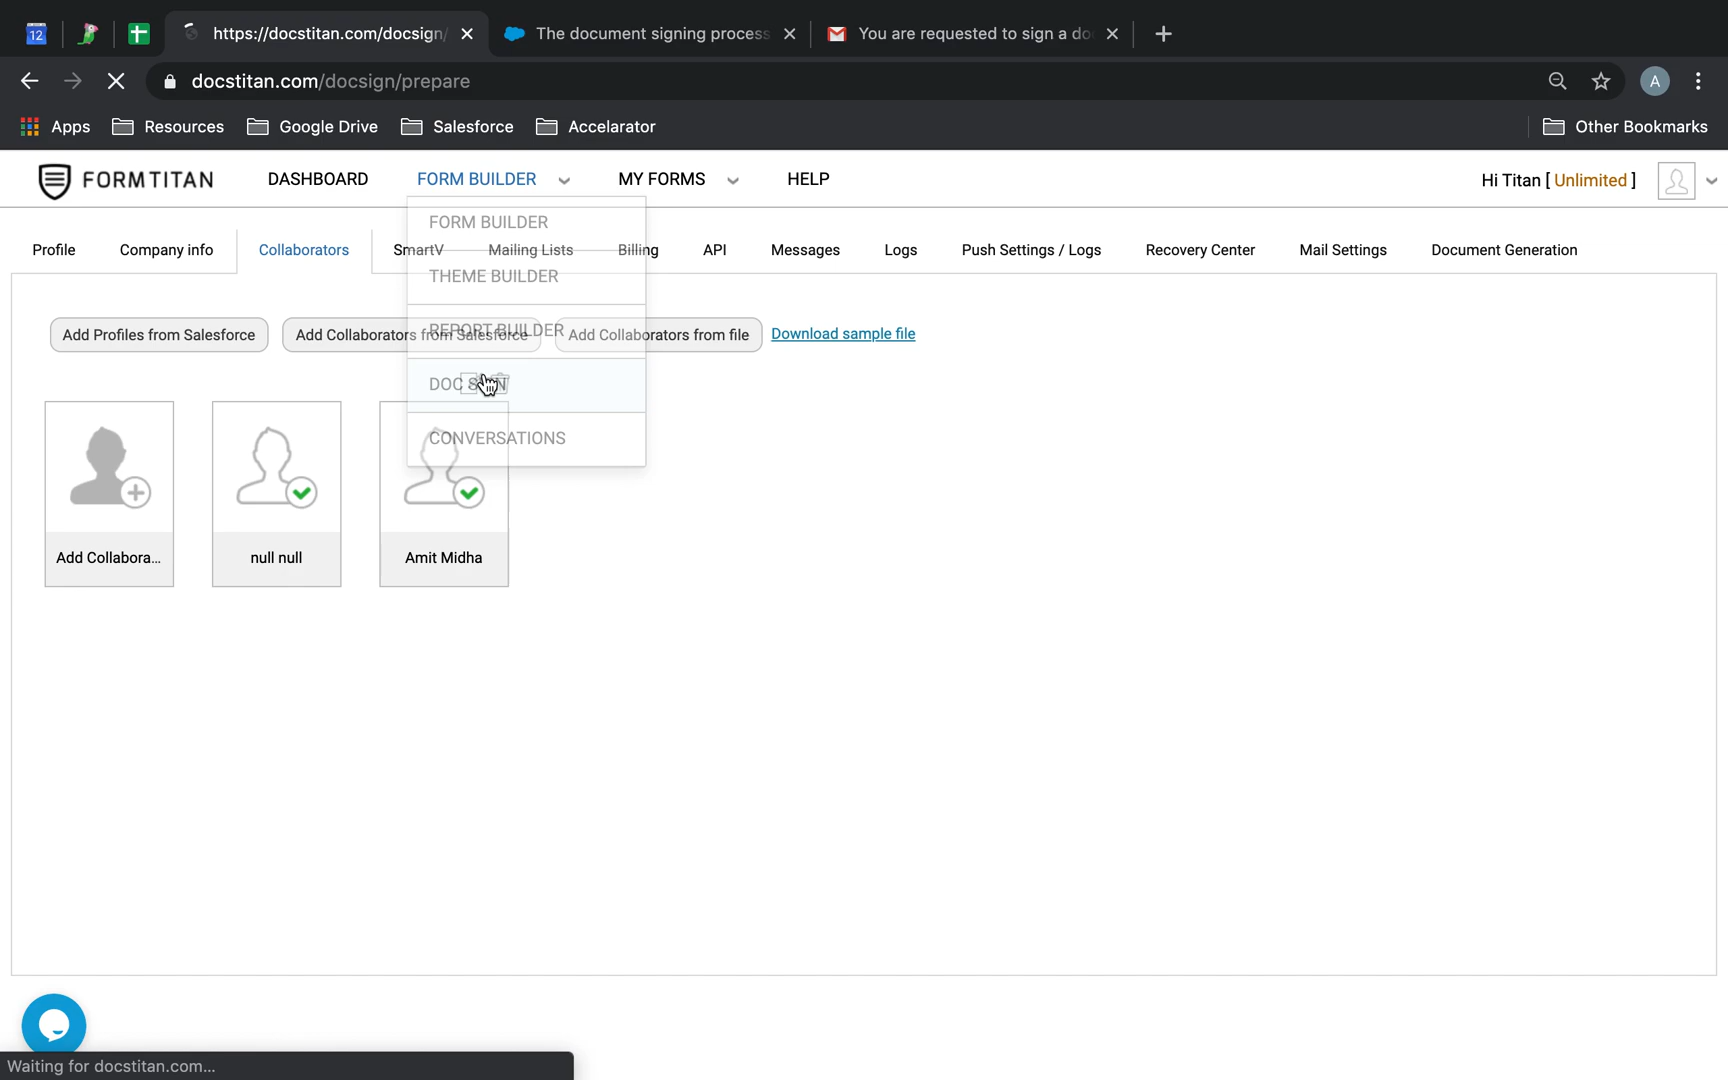 12
https://docstitan.com/docsign/
The document signing process
You are requested to sign a do
docstitan.com/docsign/prepare
A
Apps
Resources
Google Drive
Salesforce
Accelarator
Other Bookmarks
FORMTITAN
DASHBOARD
FORM BUILDER
MY FORMS
HELP
Hi Titan [ Unlimited ]
FORM BUILDER
Profile
Company info
Collaborators
SmartV
Mailing Lists
Billing
API
Messages
Logs
Push Settings / Logs
Recovery Center
Mail Settings
Document Generation
THEME BUILDER
REPORT BUILDER
Add Profiles from Salesforce
Add Collaborators from Salesforce
Add Collaborators from file
Download sample file
DOC SIGN
CONVERSATIONS
Add Collabora...
null null
Amit Midha
Waiting for docstitan.com...